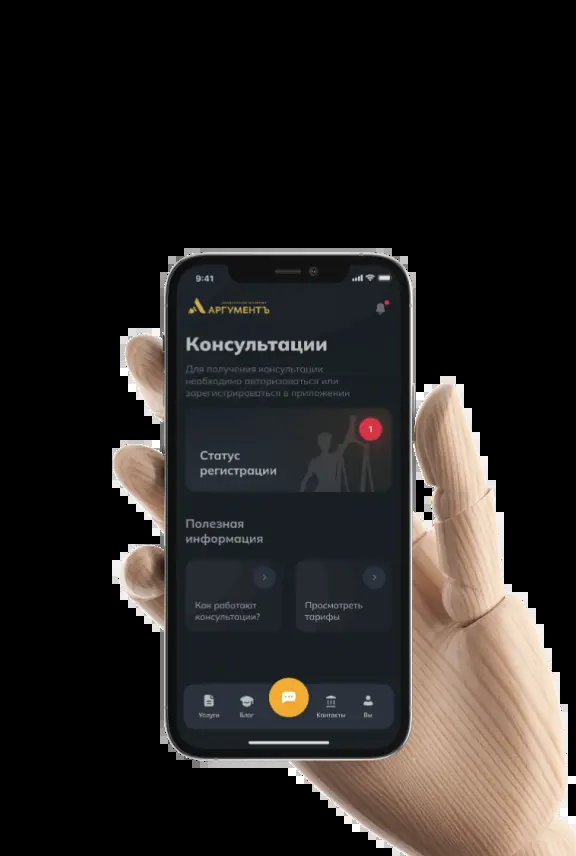 9:41
АРГУМЕНТЪ
Консультации
Для получения консультации
необходимо авторизоваться или
зарегистрироваться в приложении
1
Статус
регистрации
Полезная
информация
Как работают
консультации?
Просмотреть
тарифы
Услуги
Блог
Контакты
Вы